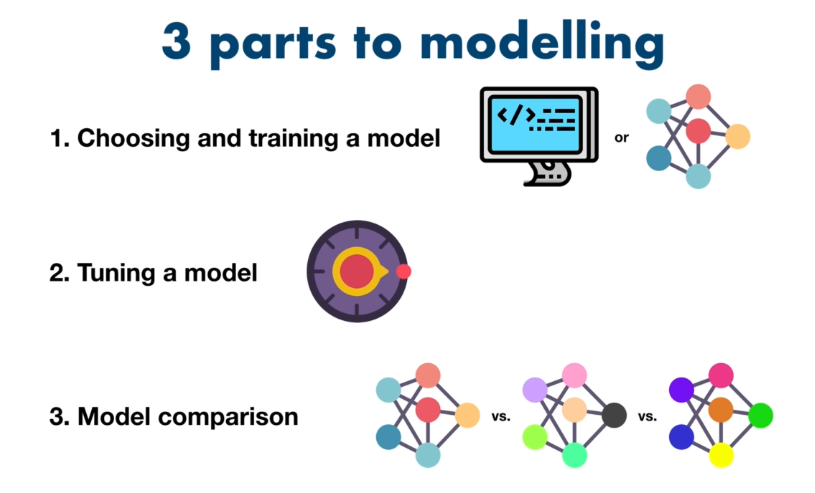 3 parts to modelling
1. Choosing and training a model
</>
or
2. Tuning a model
3. Model comparison
vs.
vs.